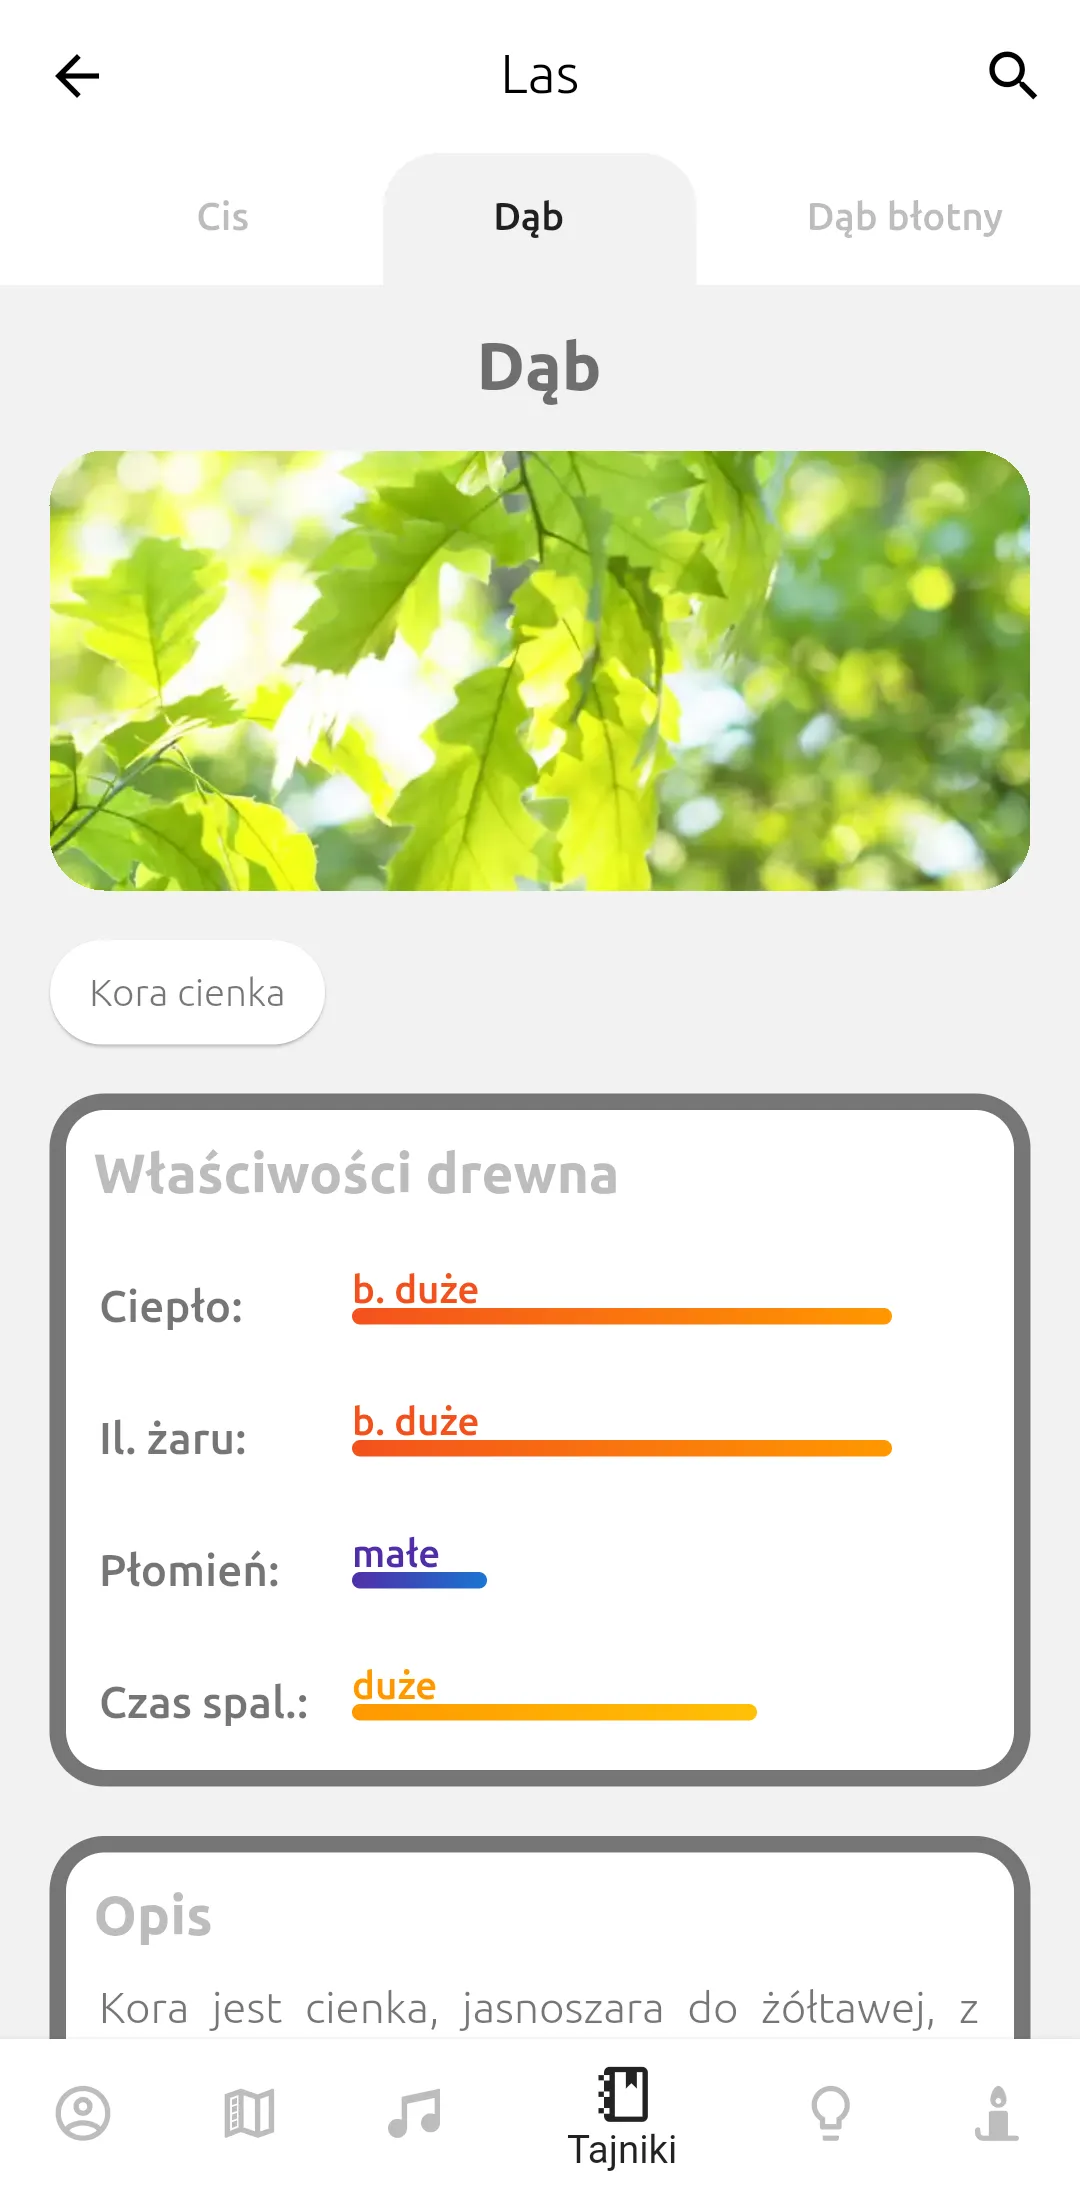 Las
Cis
Dąb
Dąb błotny
Dąb
Kora cienka
Właściwości drewna
Ciepło:
b. duże
Il. żaru:
b. duże
Płomień:
małe
Czas spal.:
duże
Opis
Kora jest cienka, jasnoszara do żółtawej, z
Tajniki